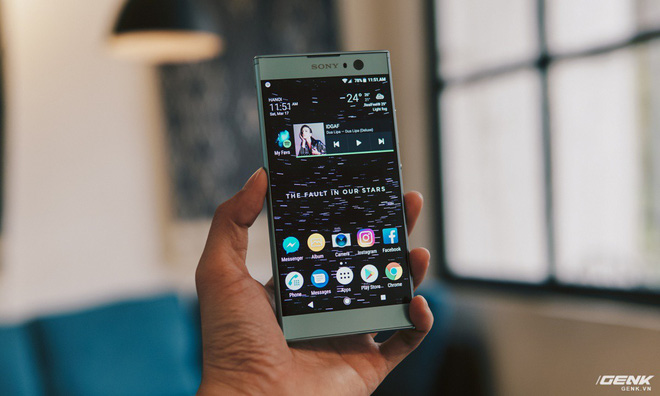 SONY
78% 11:51 AM
HANOI
11:51 AM
Sat, Mar 17
24°
Light fog
IDGAF
Dua Lipa — Dua Lipa (Deluxe)
My Favs
THE FAULT IN OUR STARS
Messenger Album Camera Instagram Facebook
Phone Messages Apps Play Store Chrome
GENK
GENK.VN